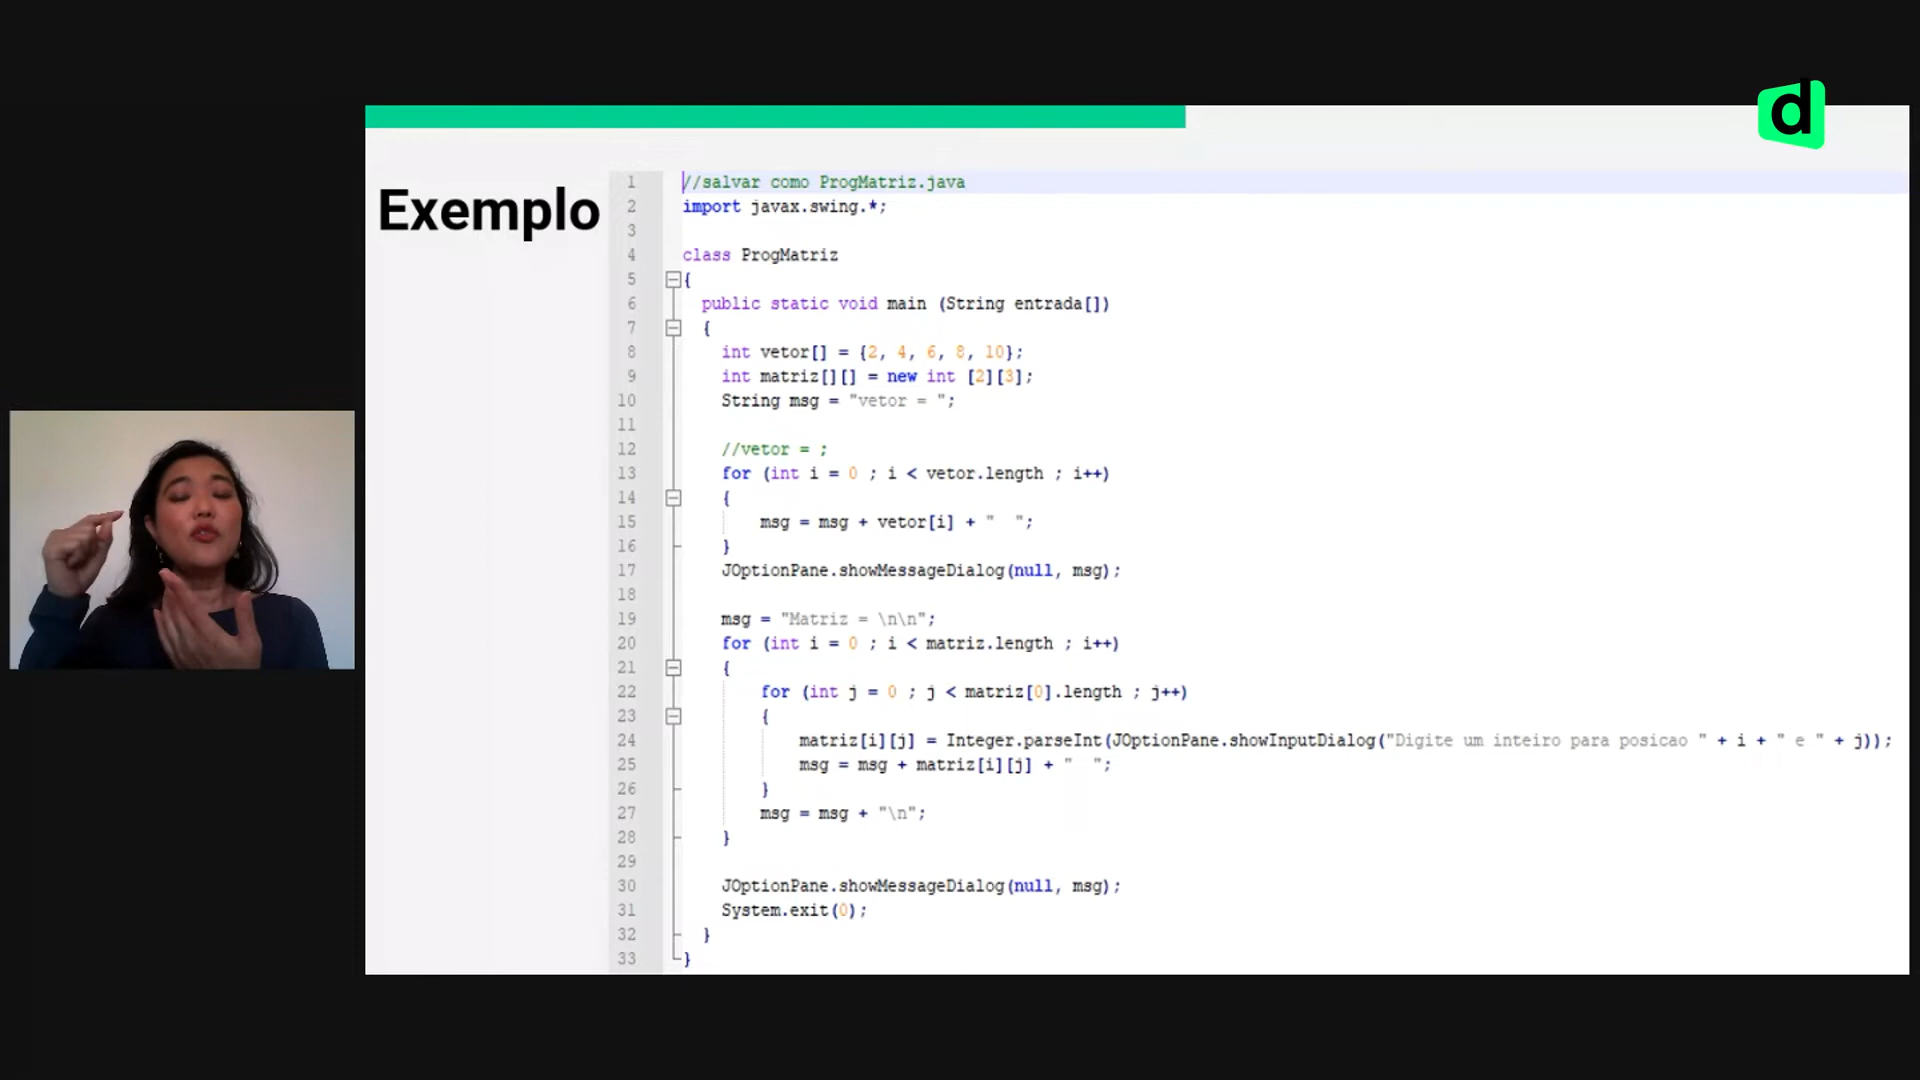 d
Exemplo
1 //salvar como ProgMatriz.java
2 import javax.swing.*;
3
4 class ProgMatriz
5 {
6 public static void main (String entrada[])
7 {
8 int vetor[] = {2, 4, 6, 8, 10};
9 int matriz[][] = new int [2][3];
10 String msg = "vetor = ";
11
12 //vetor = ;
13 for (int i = 0 ; i < vetor.length ; i++)
14 {
15 msg = msg + vetor[i] + "  ";
16 }
17 JOptionPane.showMessageDialog(null, msg);
18
19 msg = "Matriz = \n\n";
20 for (int i = 0 ; i < matriz.length ; i++)
21 {
22 for (int j = 0 ; j < matriz[0].length ; j++)
23 {
24 matriz[i][j] = Integer.parseInt(JOptionPane.showInputDialog("Digite um inteiro para posicao " + i + " e " + j));
25 msg = msg + matriz[i][j] + "  ";
26 }
27 msg = msg + "\n";
28 }
29
30 JOptionPane.showMessageDialog(null, msg);
31 System.exit(0);
32 }
33 }